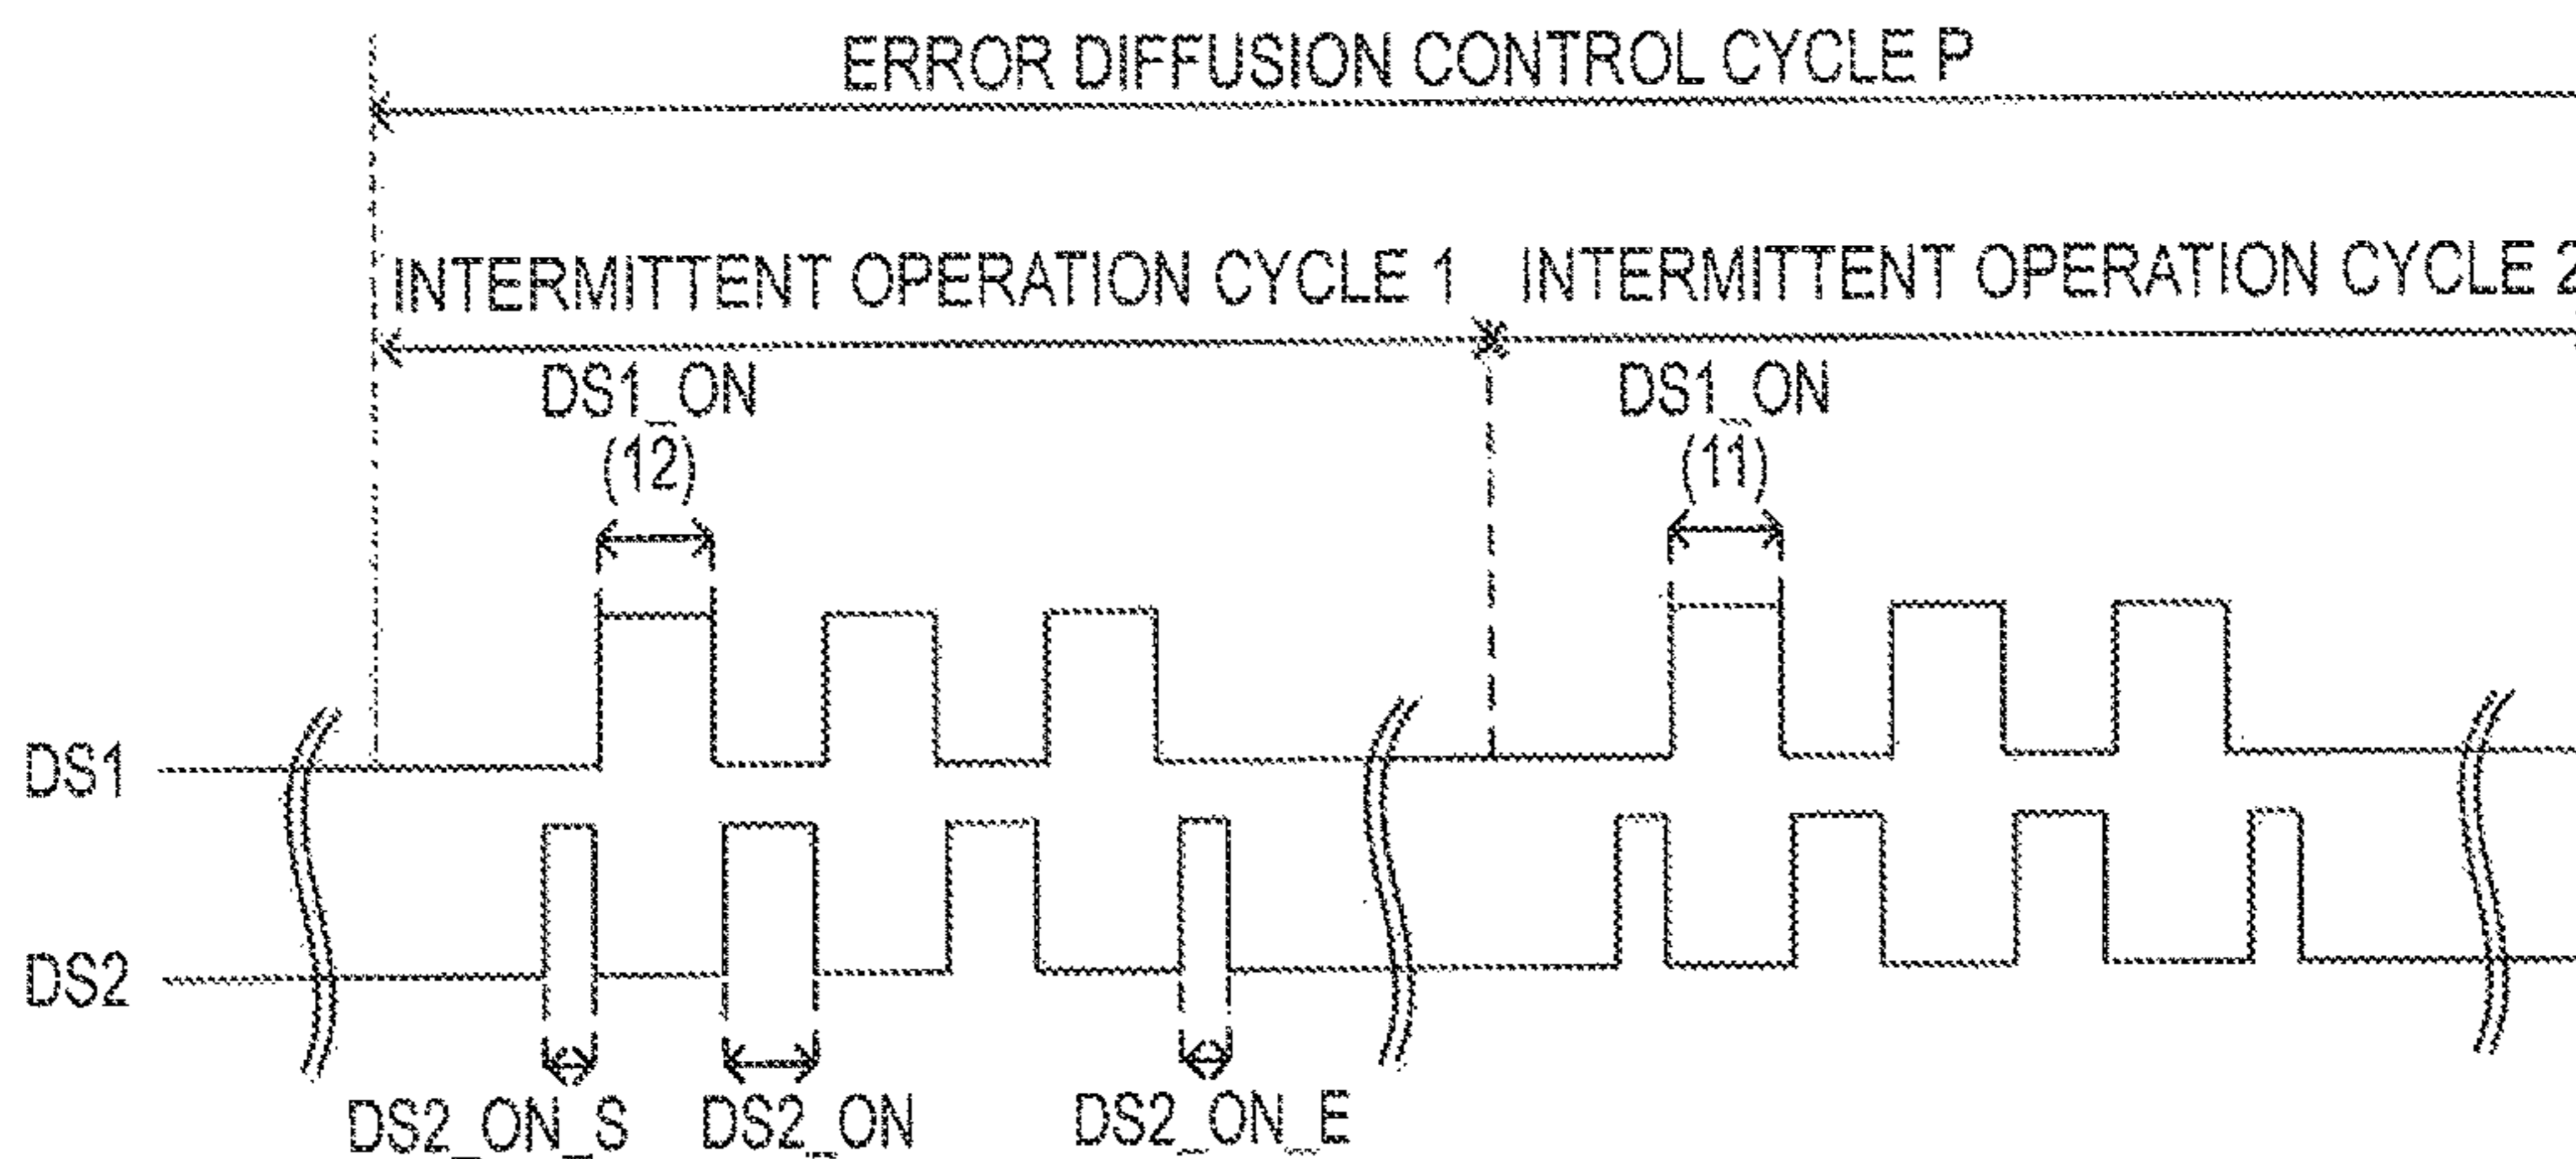 ERROR DIFFUSION CONTROL CYCLE P
INTERMITTENT OPERATION CYCLE 1 INTERMITTENT OPERATION CYCLE 2
DS1_ON DS1_ON
(12) (11)
DS1
DS2
DS2_ON_S DS2_ON DS2_ON_E